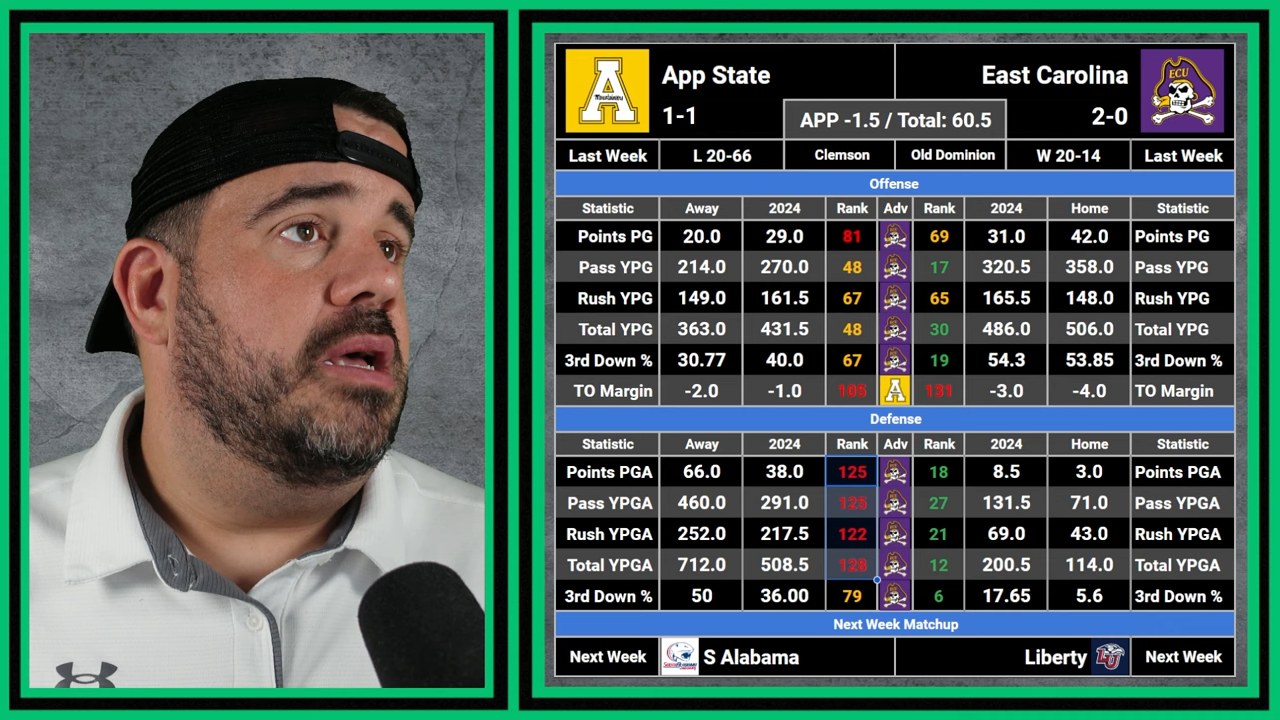 App State
East Carolina
ECU
A
Mountaineers
1-1
APP -1.5 / Total: 60.5
2-0
Last Week L 20-66 Clemson Old Dominion W 20-14 Last Week
Offense
Statistic Away 2024 Rank Adv Rank 2024 Home Statistic
Points PG 20.0 29.0 81 69 31.0 42.0 Points PG
Pass YPG 214.0 270.0 48 17 320.5 358.0 Pass YPG
Rush YPG 149.0 161.5 67 65 165.5 148.0 Rush YPG
Total YPG 363.0 431.5 48 30 486.0 506.0 Total YPG
3rd Down % 30.77 40.0 67 19 54.3 53.85 3rd Down %
TO Margin -2.0 -1.0 105 A 131 -3.0 -4.0 TO Margin
Defense
Statistic Away 2024 Rank Adv Rank 2024 Home Statistic
Points PGA 66.0 38.0 125 18 8.5 3.0 Points PGA
Pass YPGA 460.0 291.0 125 27 131.5 71.0 Pass YPGA
Rush YPGA 252.0 217.5 122 21 69.0 43.0 Rush YPGA
Total YPGA 712.0 508.5 128 12 200.5 114.0 Total YPGA
3rd Down % 50 36.00 79 6 17.65 5.6 3rd Down %
Next Week Matchup
Next Week S Alabama Liberty LU Next Week